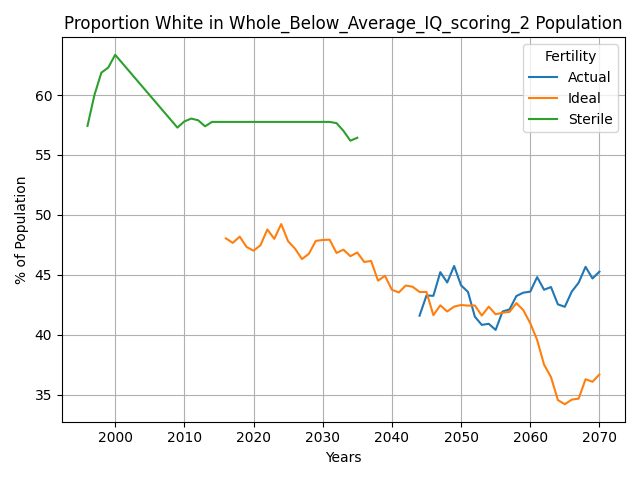 Proportion White in Whole_Below_Average_IQ_scoring_2 Population
Fertility
Actual
Ideal
Sterile
% of Population
60
55
50
45
40
35
2000
2010
2020
2030
2040
2050
2060
2070
Years